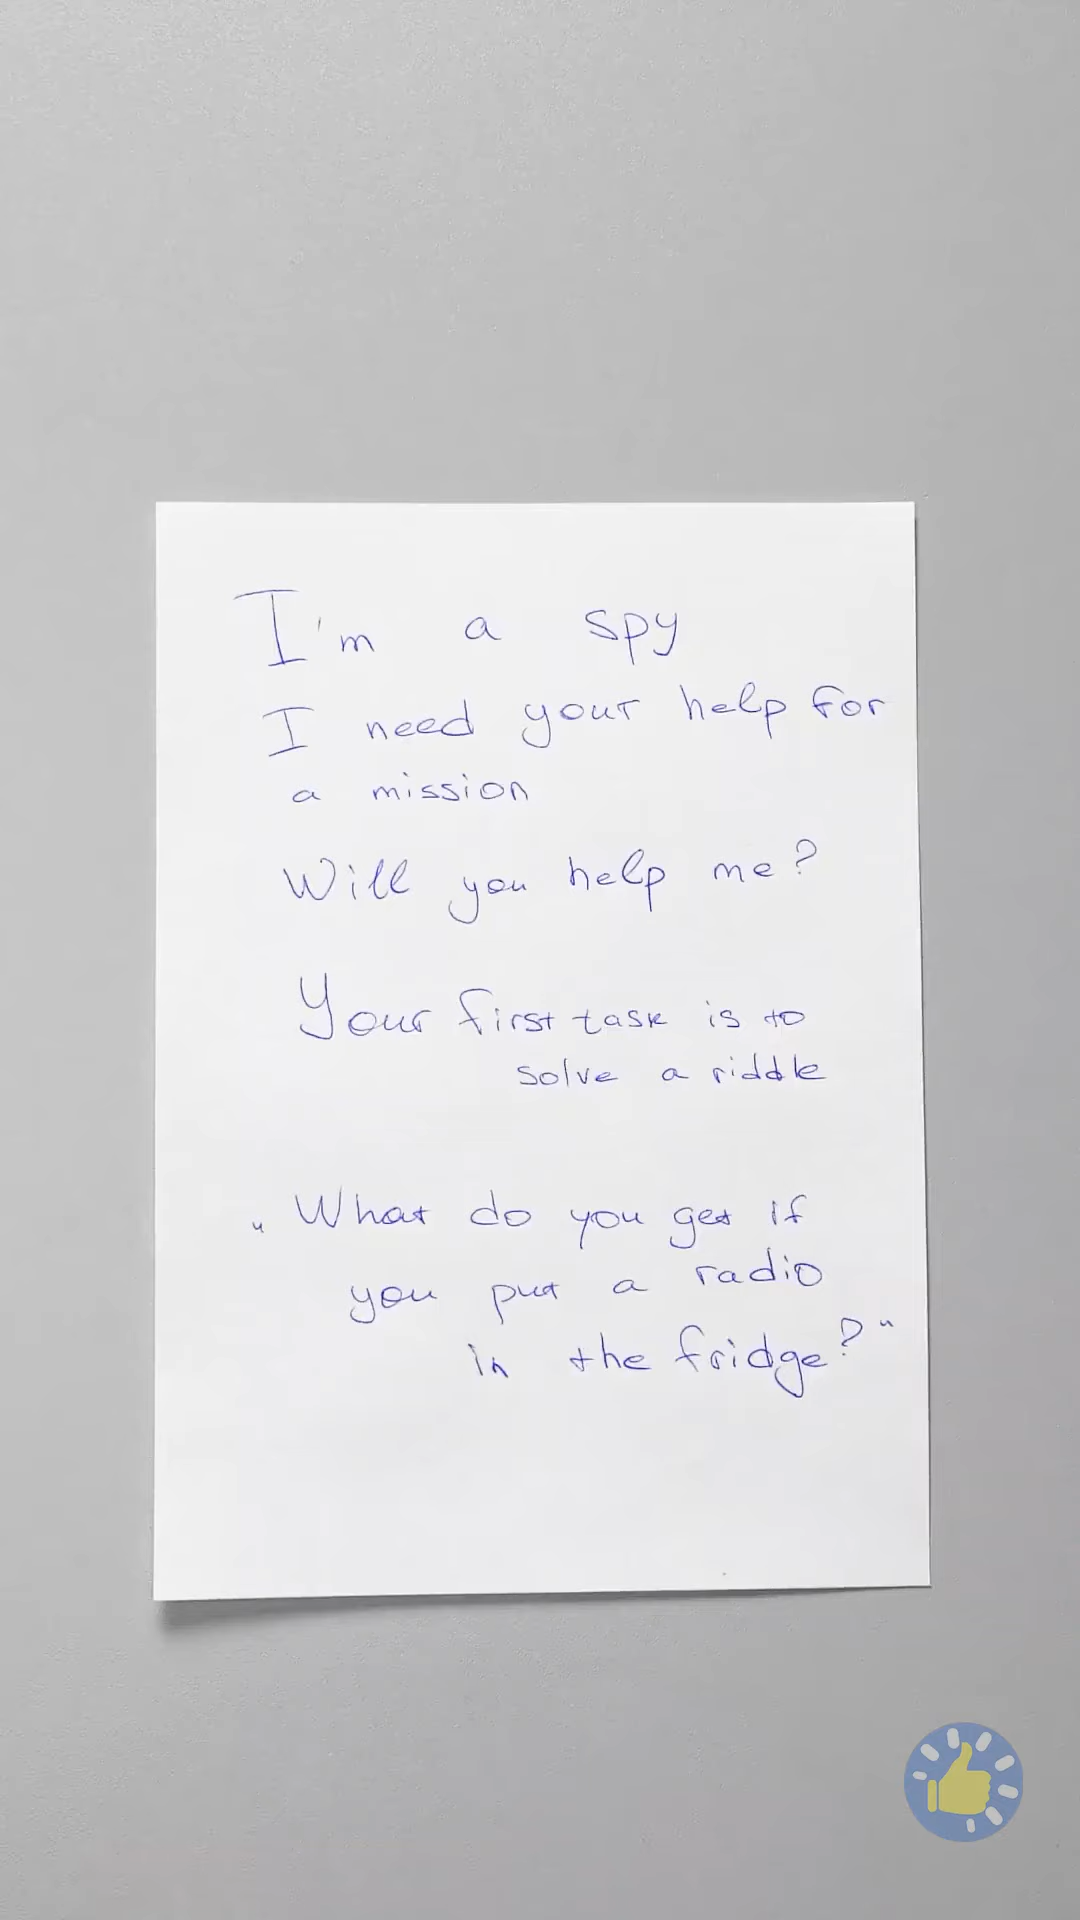 I'm a spy
I need your help for
a mission
Will you help me?
Your first task is to
solve a riddle
„What do you get if
you put a radio
in the fridge?"